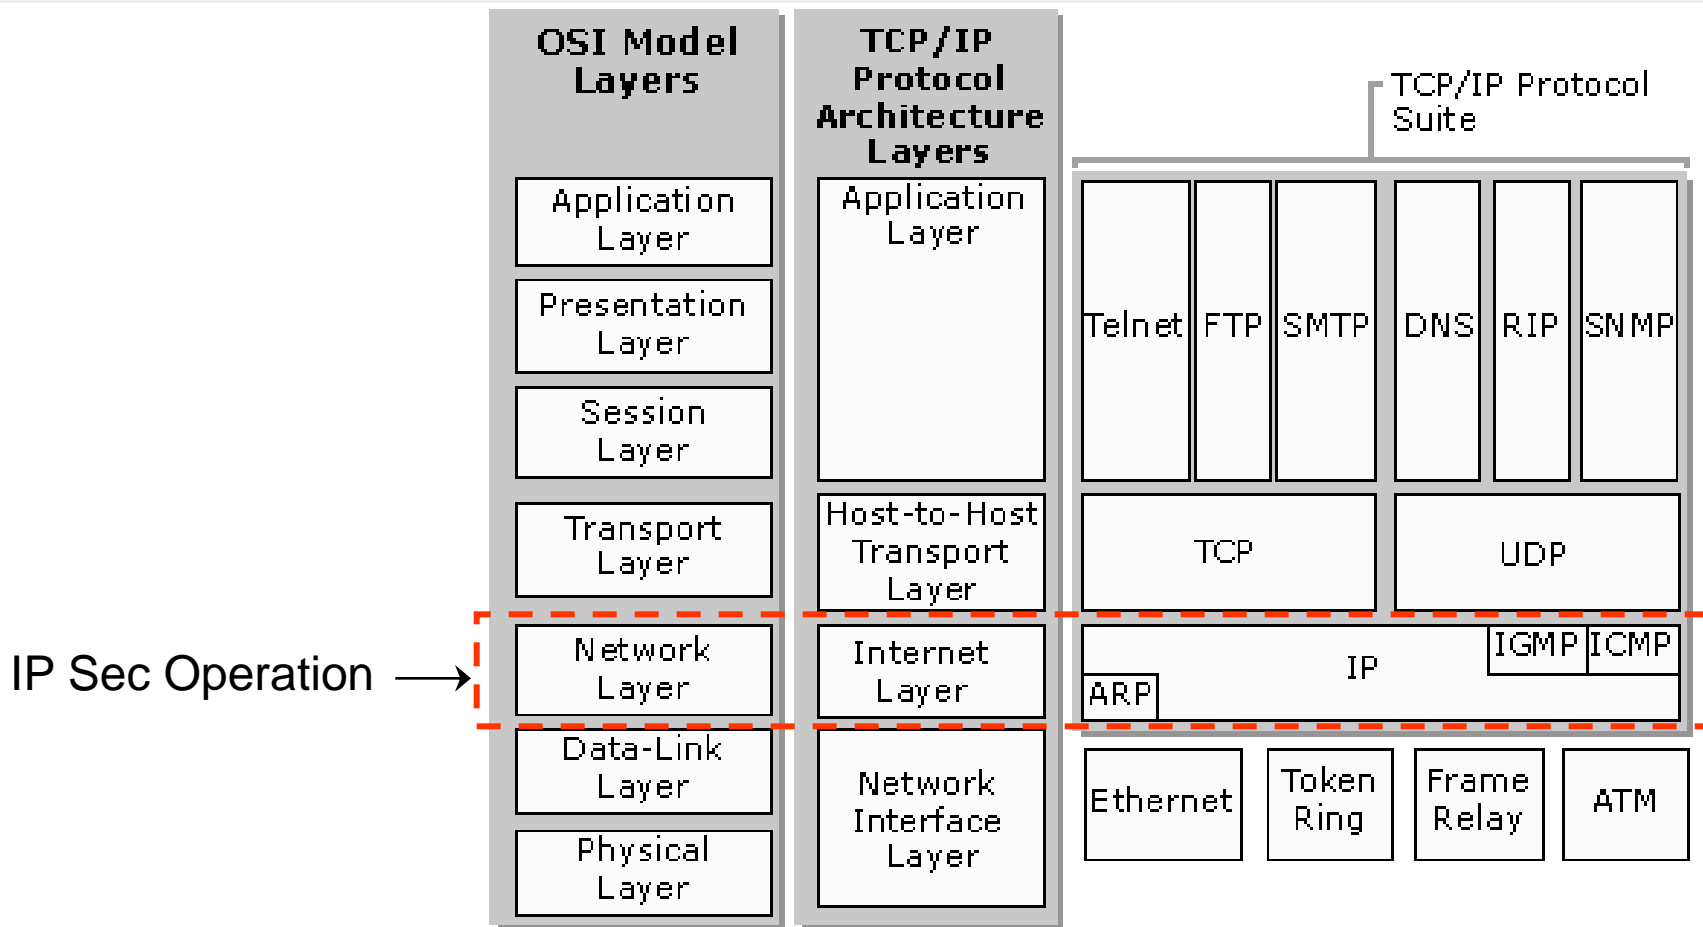 OSI Model
Layers
TCP/IP
Protocol
Architecture
Layers
TCP/IP Protocol
Suite
Application
Layer
Presentation
Layer
Session
Layer
Transport
Layer
Network
Layer
Data-Link
Layer
Physical
Layer
Application
Layer
Host-to-Host
Transport
Layer
Internet
Layer
Network
Interface
Layer
Telnet
FTP
SMTP
DNS
RIP
SNMP
TCP
UDP
IP
IGMP
ICMP
ARP
Ethernet
Token
Ring
Frame
Relay
ATM
IP Sec Operation